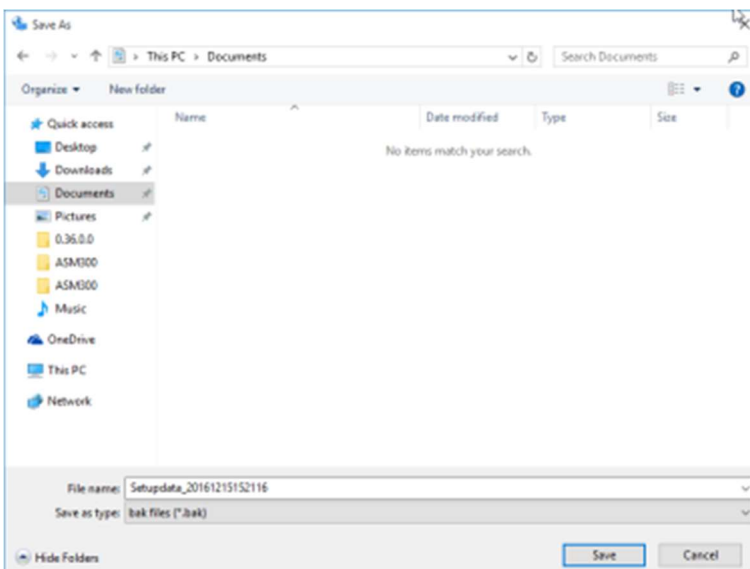 Save As
This PC > Documents
Search Documents
Organize
New folder
Name
Date modified
Type
Size
No items match your search.
Quick access
Desktop
Downloads
Documents
Pictures
0.36.0.0
ASM300
ASM300
Music
OneDrive
This PC
Network
File name: Setupdata_20161215152116
Save as type: bak files (*.bak)
Hide Folders
Save
Cancel